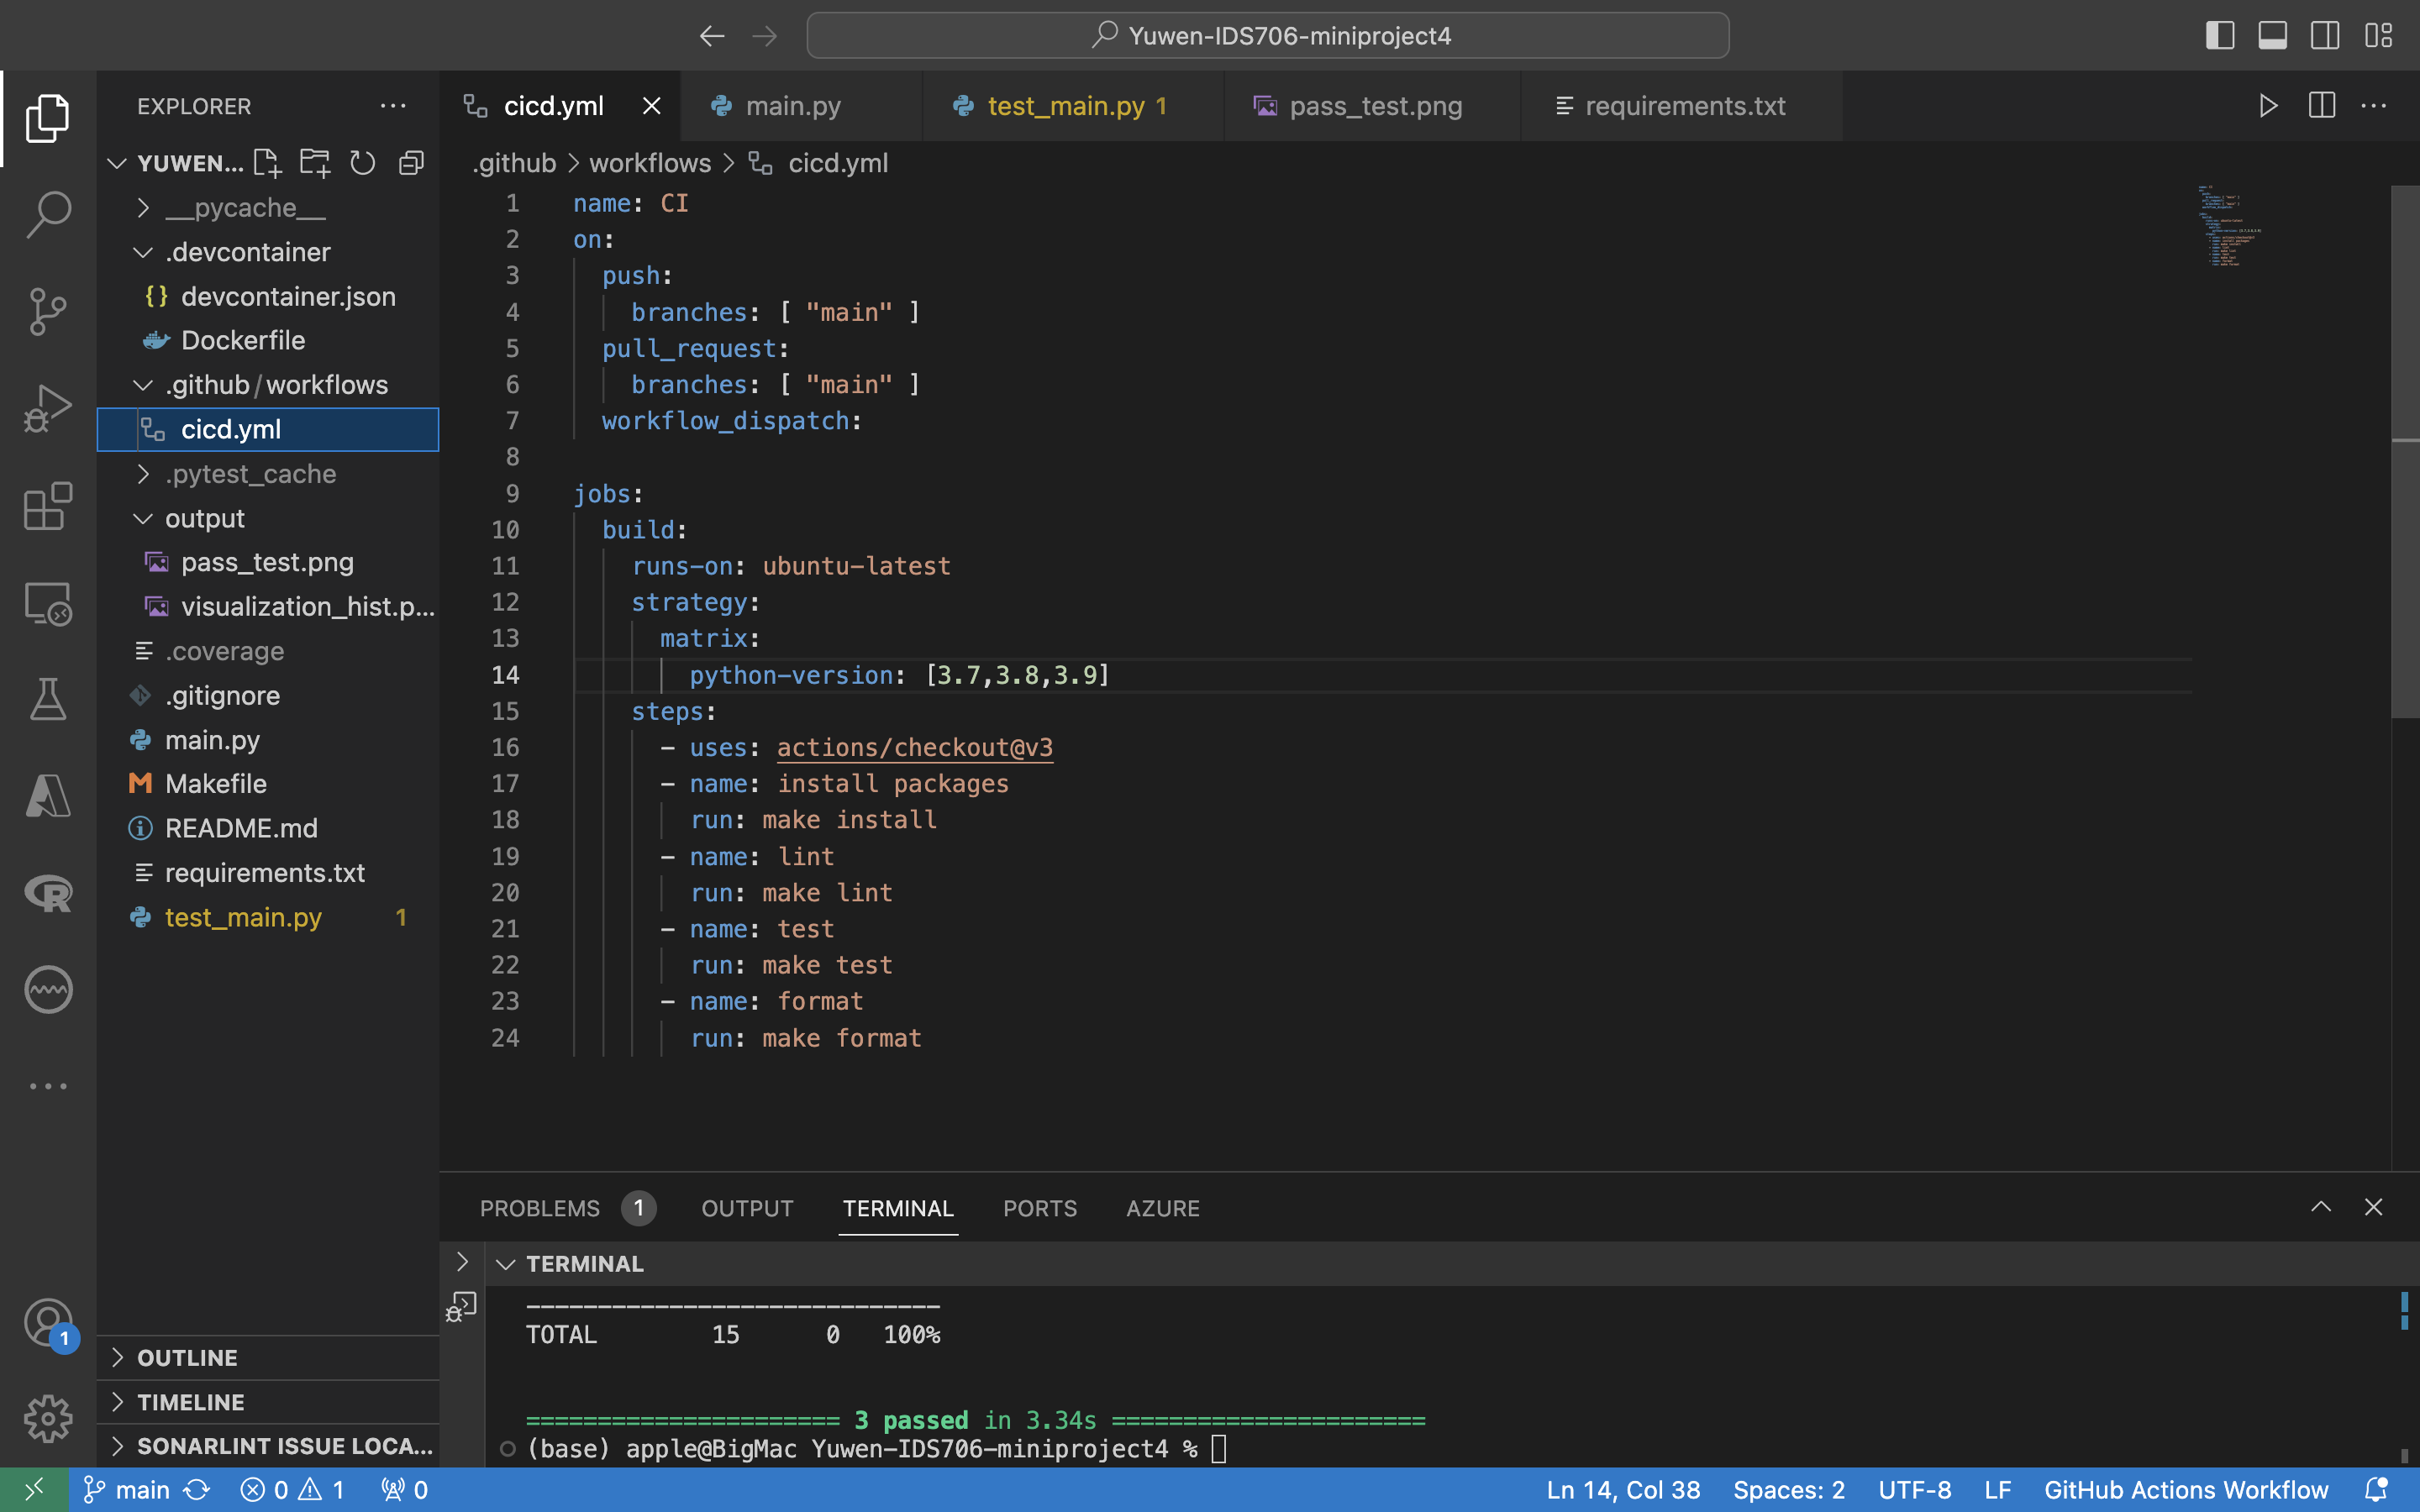 Yuwen-IDS706-miniproject4
EXPLORER
YUWEN...
__pycache__
.devcontainer
devcontainer.json
Dockerfile
.github/workflows
cicd.yml
.pytest_cache
output
pass_test.png
visualization_hist.p...
.coverage
.gitignore
main.py
Makefile
README.md
requirements.txt
test_main.py 1
OUTLINE
TIMELINE
SONARLINT ISSUE LOCA...
1
cicd.yml
main.py
test_main.py 1
pass_test.png
requirements.txt
.github > workflows > cicd.yml
1 name: CI
2 on:
3 push:
4 branches: [ "main" ]
5 pull_request:
6 branches: [ "main" ]
7 workflow_dispatch:
8
9 jobs:
10 build:
11 runs-on: ubuntu-latest
12 strategy:
13 matrix:
14 python-version: [3.7,3.8,3.9]
15 steps:
16 - uses: actions/checkout@v3
17 - name: install packages
18 run: make install
19 - name: lint
20 run: make lint
21 - name: test
22 run: make test
23 - name: format
24 run: make format
PROBLEMS 1 OUTPUT TERMINAL PORTS AZURE
TERMINAL
-----------------------------
TOTAL 15 0 100%
====================== 3 passed in 3.34s ======================
(base) apple@BigMac Yuwen-IDS706-miniproject4 %
main 0 1 0 Ln 14, Col 38 Spaces: 2 UTF-8 LF GitHub Actions Workflow